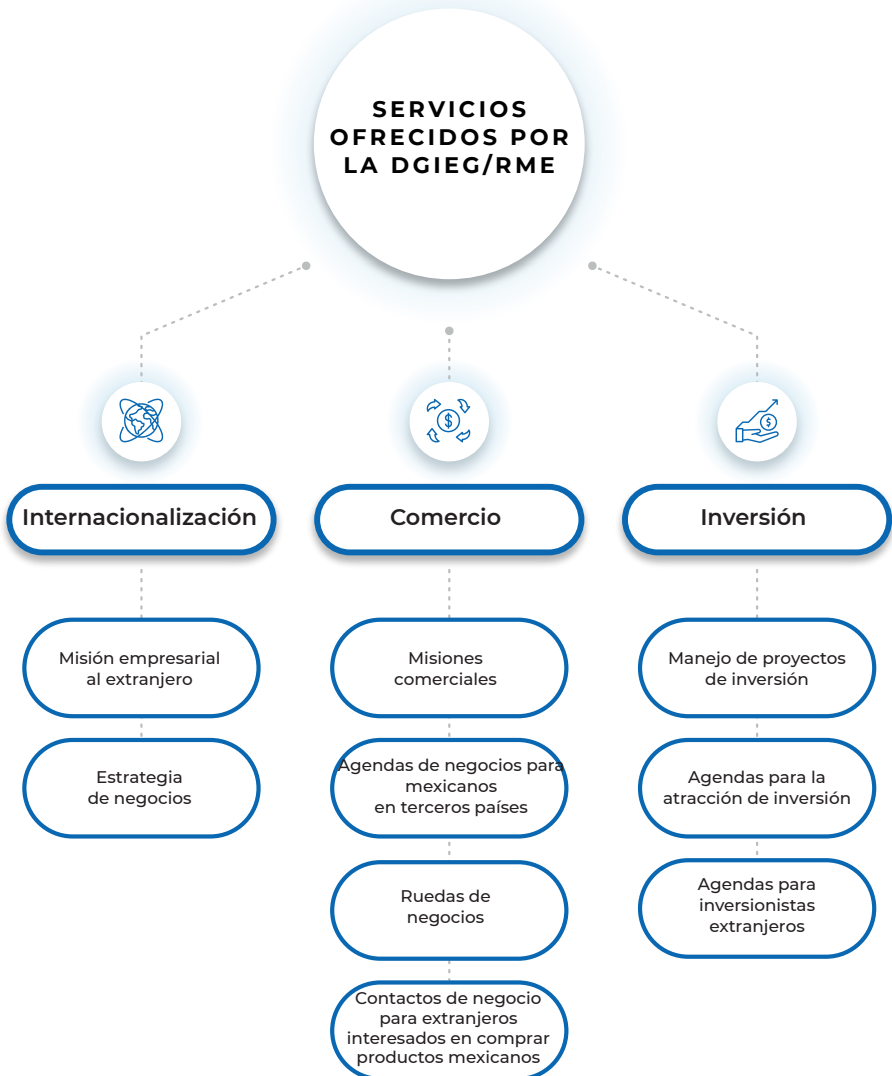 SERVICIOS
OFRECIDOS POR
LA DGIEG/RME
Internacionalización
Misión empresarial
al extranjero
Estrategia
de negocios
Comercio
Misiones
comerciales
Agendas de negocios para
mexicanos
en terceros países
Ruedas de
negocios
Contactos de negocio
para extranjeros
interesados en comprar
productos mexicanos
Inversión
Manejo de proyectos
de inversión
Agendas para la
atracción de inversión
Agendas para
inversionistas
extranjeros